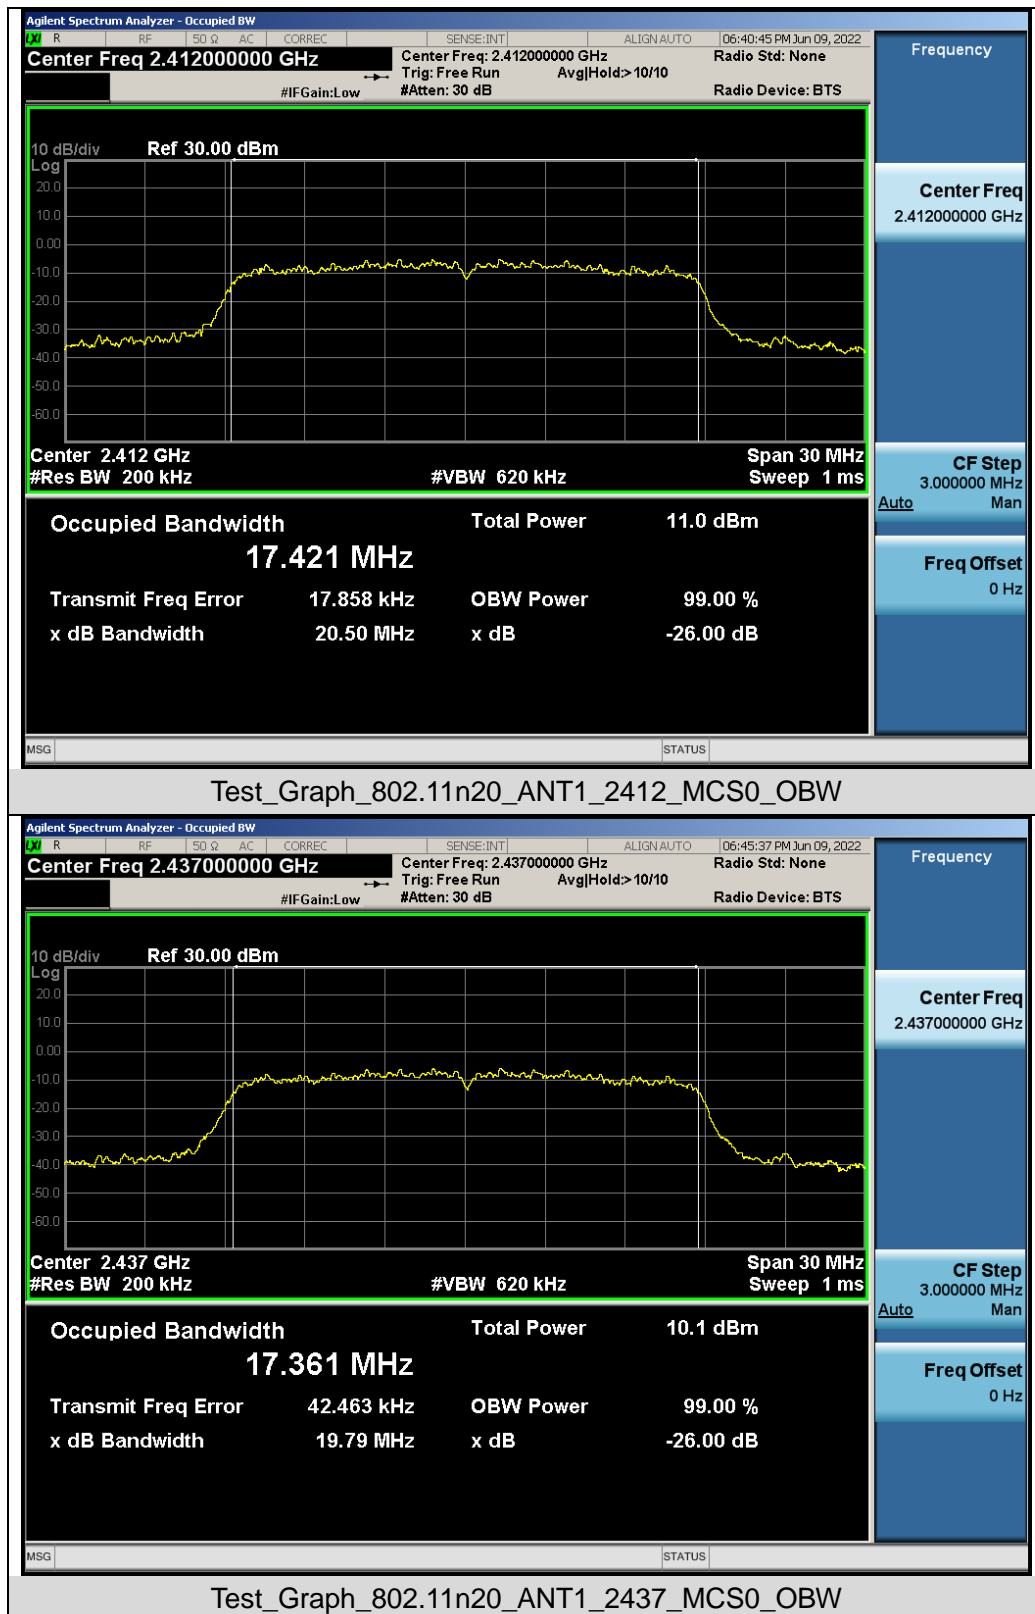 Agilent Spectrum Analyzer - Occupied BW
LXI R RF 50 Ω AC CORREC SENSE:INT ALIGN AUTO 06:40:45 PM Jun 09, 2022
Center Freq 2.412000000 GHz Center Freq: 2.412000000 GHz Radio Std: None
Trig: Free Run Avg|Hold:> 10/10
#IFGain:Low #Atten: 30 dB Radio Device: BTS
Frequency
10 dB/div Ref 30.00 dBm
Log
20.0
10.0
0.00
-10.0
-20.0
-30.0
-40.0
-50.0
-60.0
Center 2.412 GHz Span 30 MHz
#Res BW 200 kHz #VBW 620 kHz Sweep 1 ms
Occupied Bandwidth Total Power 11.0 dBm
17.421 MHz
Transmit Freq Error 17.858 kHz OBW Power 99.00 %
x dB Bandwidth 20.50 MHz x dB -26.00 dB
Center Freq
2.412000000 GHz
CF Step
3.000000 MHz
Auto Man
Freq Offset
0 Hz
MSG STATUS
Test_Graph_802.11n20_ANT1_2412_MCS0_OBW
Agilent Spectrum Analyzer - Occupied BW
LXI R RF 50 Ω AC CORREC SENSE:INT ALIGN AUTO 06:45:37 PM Jun 09, 2022
Center Freq 2.437000000 GHz Center Freq: 2.437000000 GHz Radio Std: None
Trig: Free Run Avg|Hold:> 10/10
#IFGain:Low #Atten: 30 dB Radio Device: BTS
Frequency
10 dB/div Ref 30.00 dBm
Log
20.0
10.0
0.00
-10.0
-20.0
-30.0
-40.0
-50.0
-60.0
Center 2.437 GHz Span 30 MHz
#Res BW 200 kHz #VBW 620 kHz Sweep 1 ms
Occupied Bandwidth Total Power 10.1 dBm
17.361 MHz
Transmit Freq Error 42.463 kHz OBW Power 99.00 %
x dB Bandwidth 19.79 MHz x dB -26.00 dB
Center Freq
2.437000000 GHz
CF Step
3.000000 MHz
Auto Man
Freq Offset
0 Hz
MSG STATUS
Test_Graph_802.11n20_ANT1_2437_MCS0_OBW